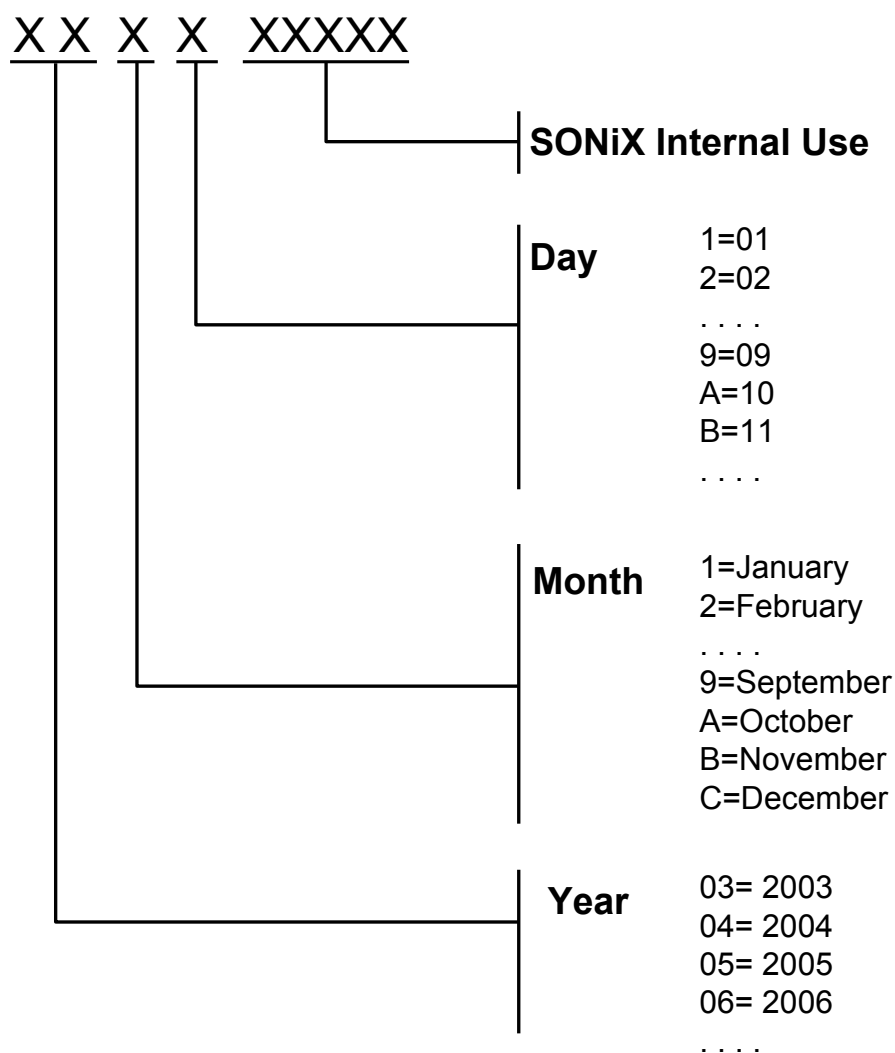 X X X X XXXXX
SONiX Internal Use
Day
1=01
2=02
. . . .
9=09
A=10
B=11
. . . .
Month
1=January
2=February
. . . .
9=September
A=October
B=November
C=December
Year
03= 2003
04= 2004
05= 2005
06= 2006
. . . .